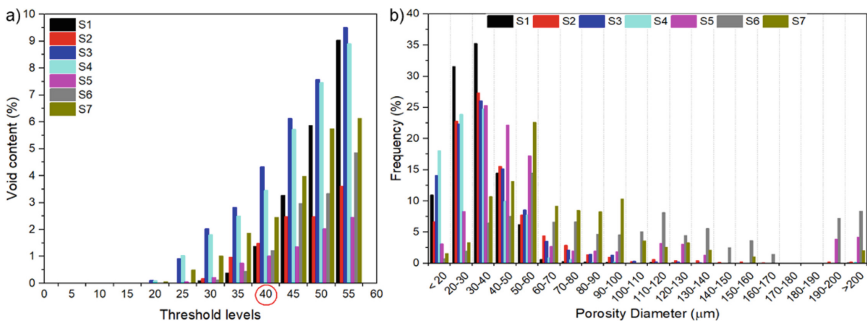 a)
Void content (%)
10
9
8
7
6
5
4
3
2
1
0
S1
S2
S3
S4
S5
S6
S7
0 5 10 15 20 25 30 35 40 45 50 55 60
Threshold levels
b)
Frequency (%)
40
35
30
25
20
15
10
5
0
S1 S2 S3 S4 S5 S6 S7
< 20 20-30 30-40 40-50 50-60 60-70 70-80 80-90 90-100 100-110 110-120 120-130 130-140 140-150 150-160 160-170 170-180 180-190 190-200 >200
Porosity Diameter (μm)